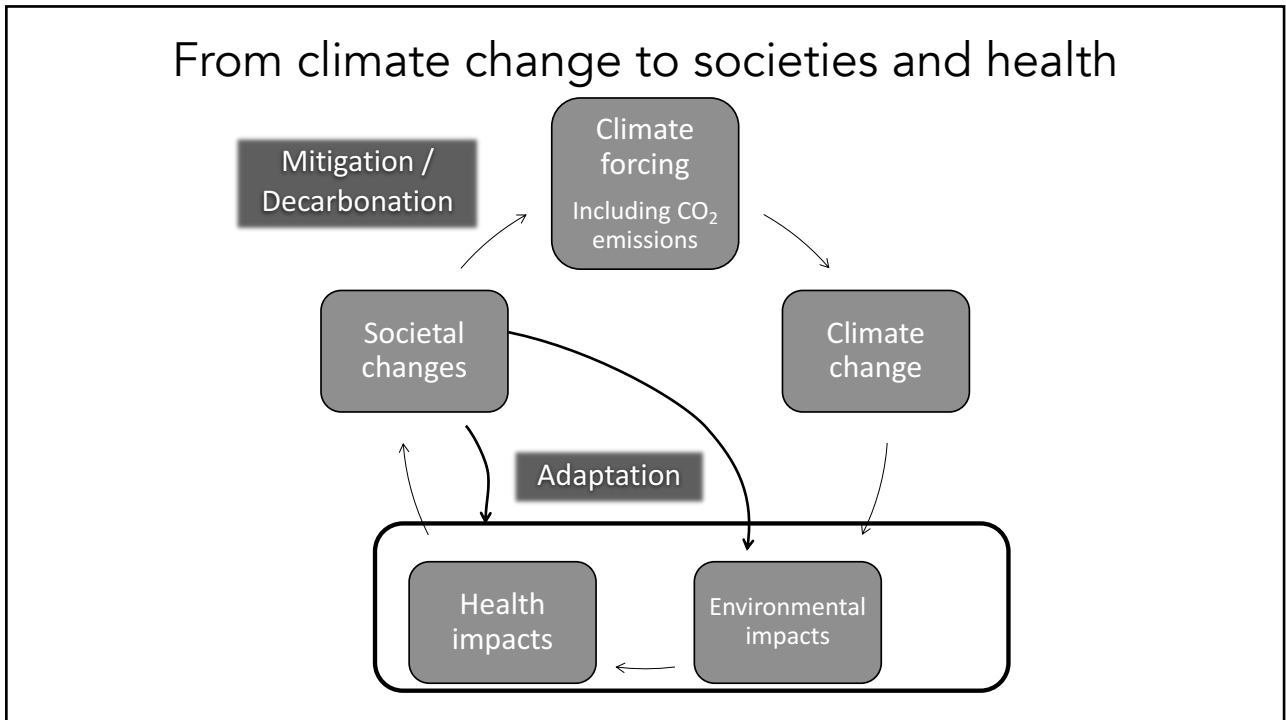 From climate change to societies and health
Climate
forcing
Including CO₂
emissions
Mitigation /
Decarbonation
Societal
changes
Climate
change
Adaptation
Health
impacts
Environmental
impacts